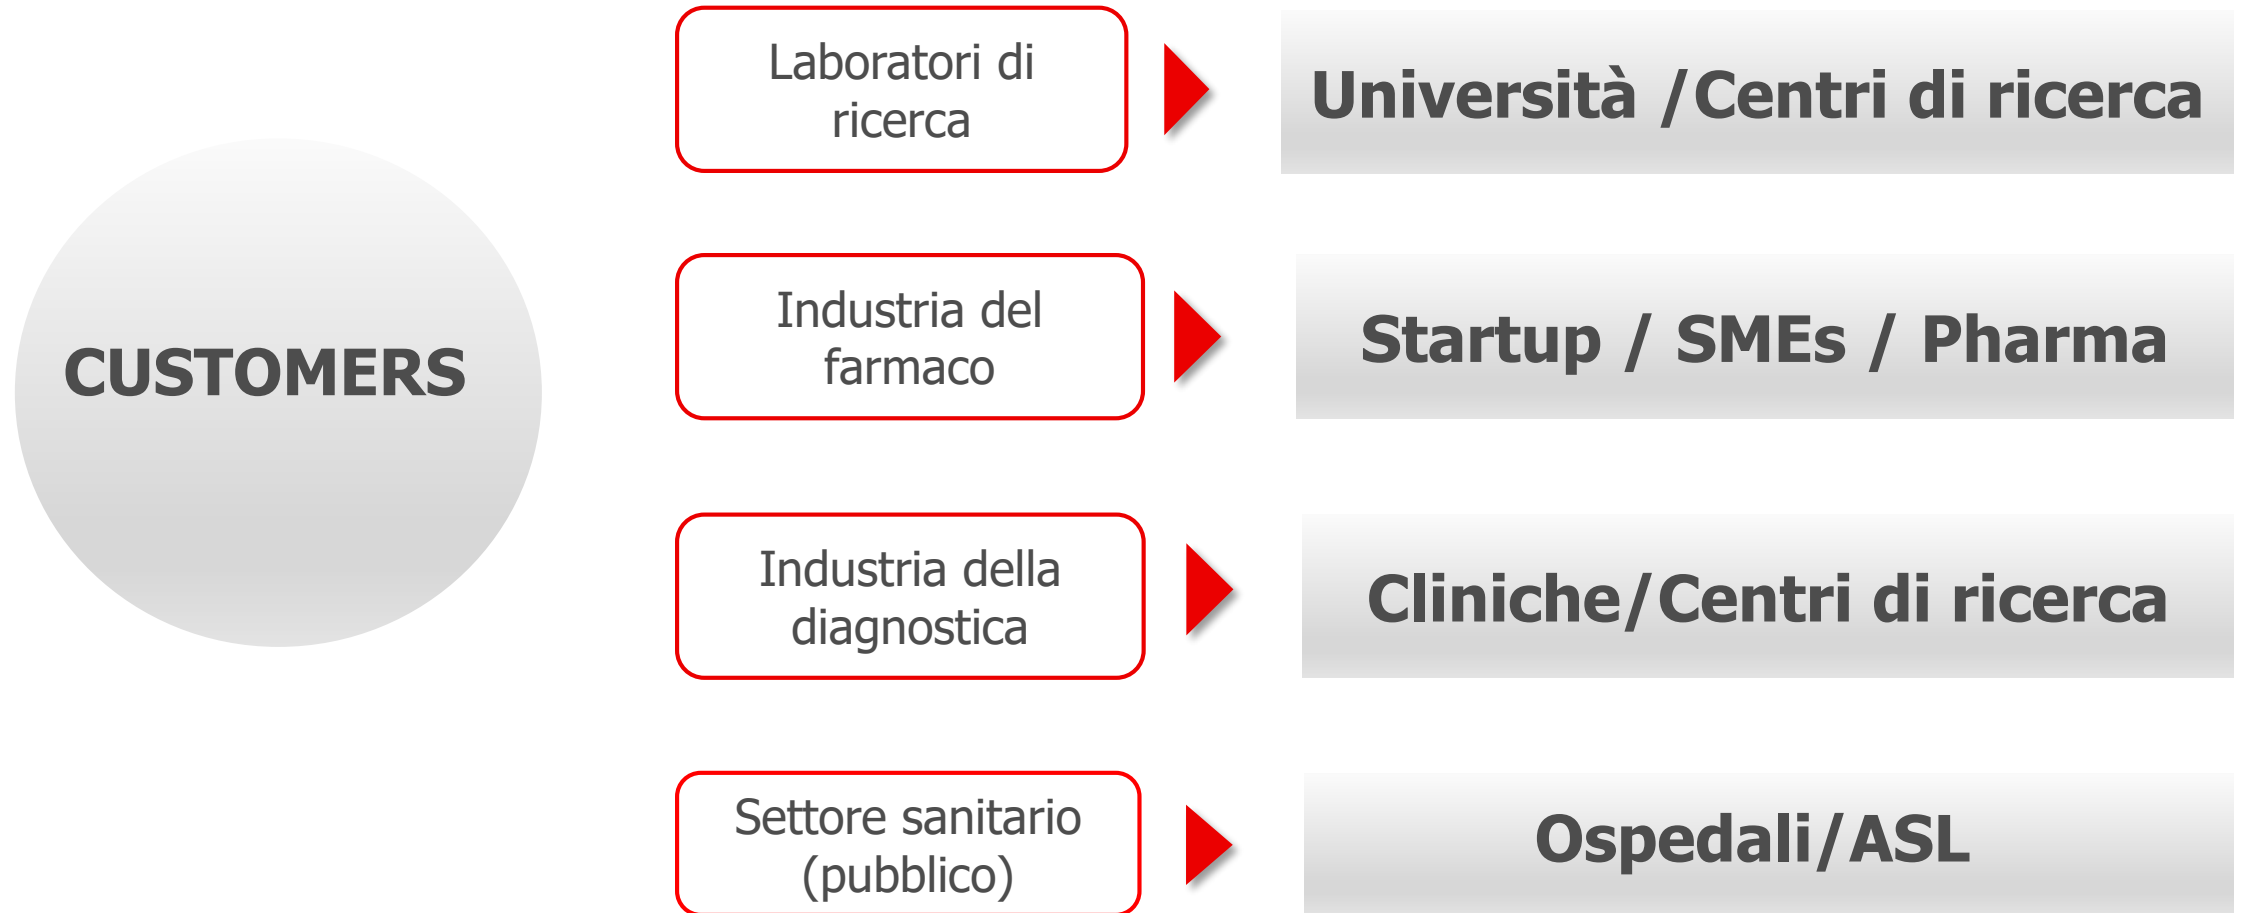 CUSTOMERS
Laboratori di
ricerca
Università /Centri di ricerca
Industria del
farmaco
Startup / SMEs / Pharma
Industria della
diagnostica
Cliniche/Centri di ricerca
Settore sanitario
(pubblico)
Ospedali/ASL